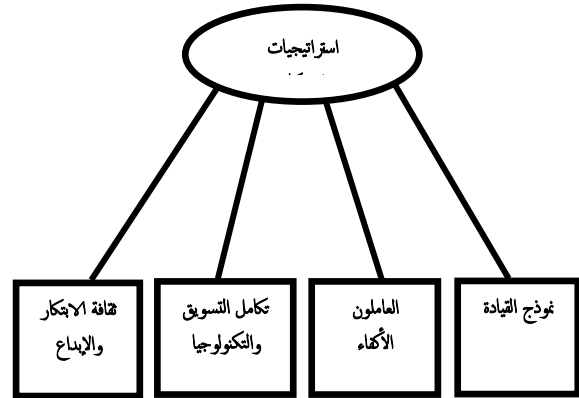 استراتيجيات
نموذج القيادة
العاملون
الأكفاء
تكامل التسويق
والتكنولوجيا
ثقافة الابتكار
والإبداع